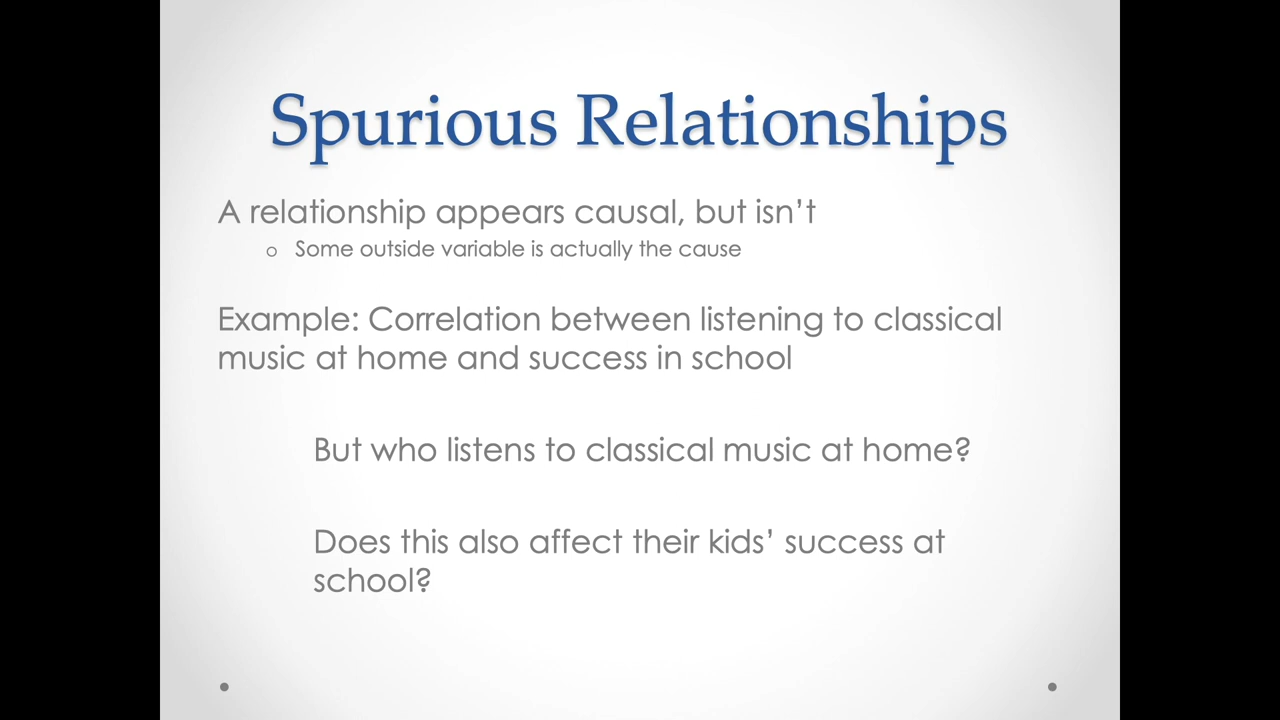 Spurious Relationships
A relationship appears causal, but isn’t
o Some outside variable is actually the cause
Example: Correlation between listening to classical
music at home and success in school
But who listens to classical music at home?
Does this also affect their kids’ success at
school?